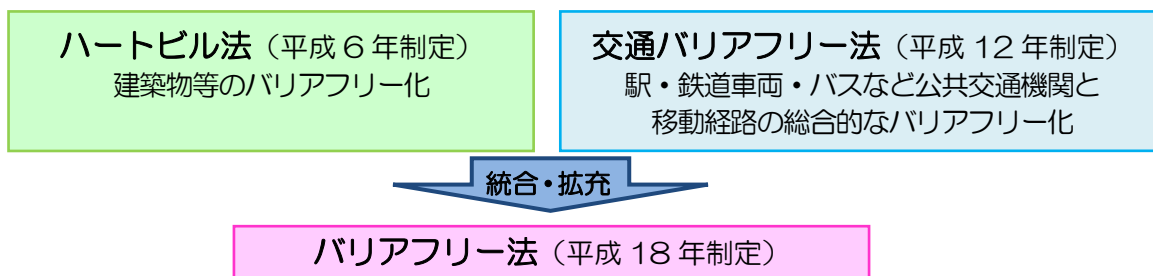 ハートビル法（平成6年制定）
建築物等のバリアフリー化
交通バリアフリー法（平成12年制定）
駅・鉄道車両・バスなど公共交通機関と
移動経路の総合的なバリアフリー化
統合・拡充
バリアフリー法（平成18年制定）